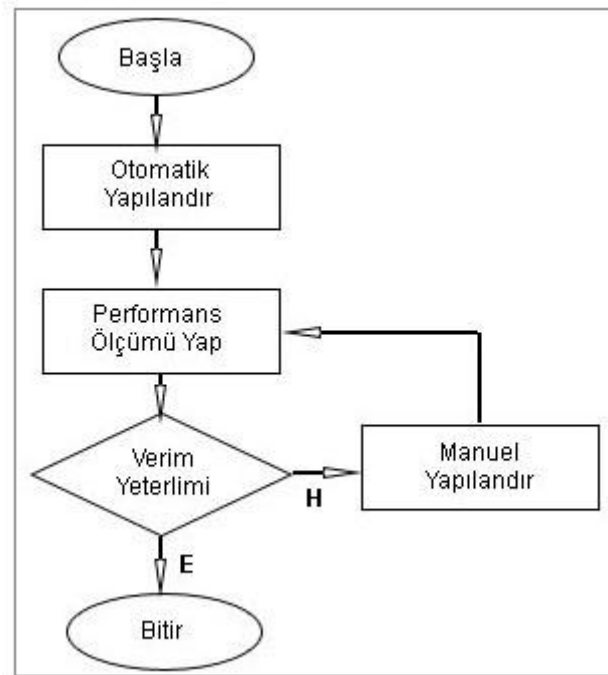 Başla
Otomatik
Yapılandır
Performans
Ölçümü Yap
Verim
Yeterlimi
H
Manuel
Yapılandır
E
Bitir